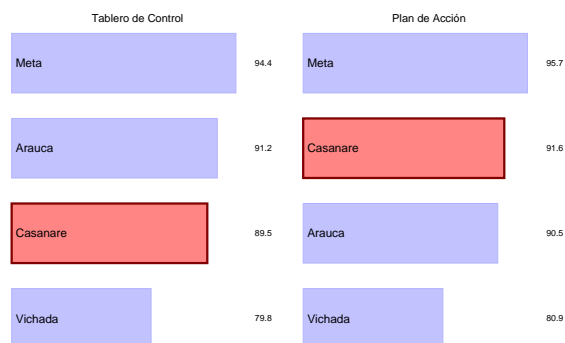 Tablero de Control
Meta 94.4
Arauca 91.2
Casanare 89.5
Vichada 79.8
Plan de Acción
Meta 95.7
Casanare 91.6
Arauca 90.5
Vichada 80.9